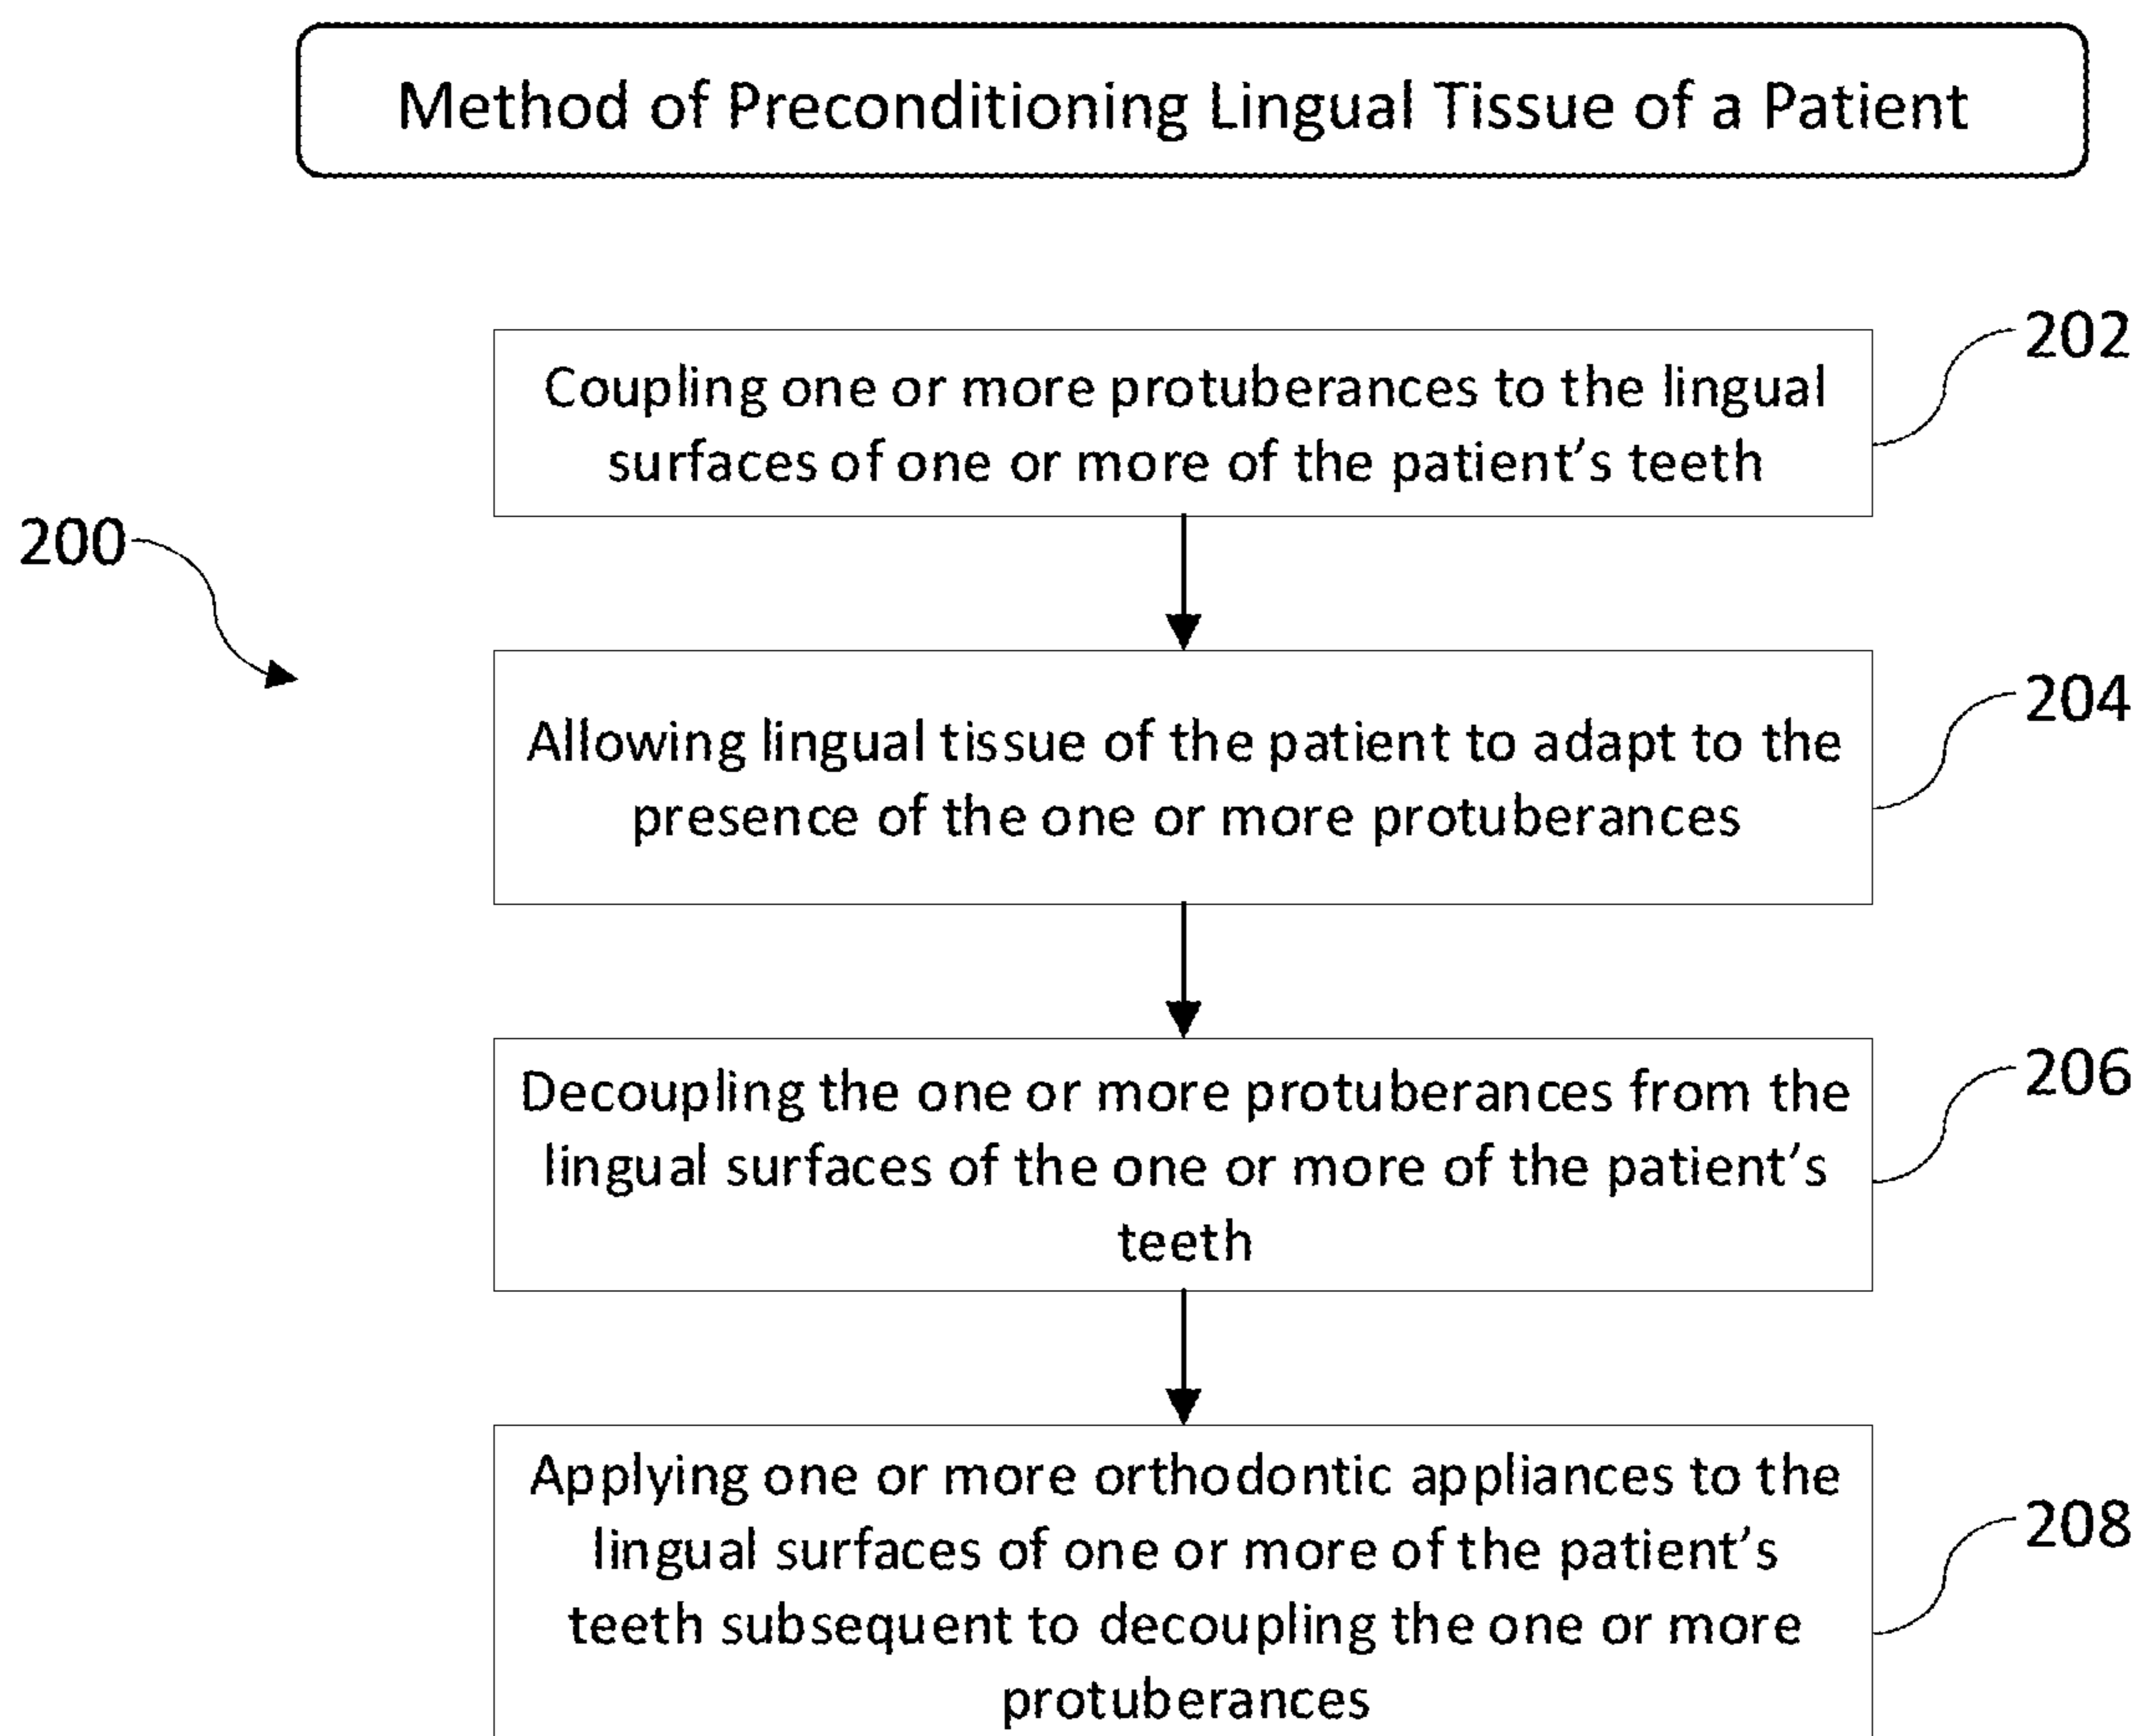 Method of Preconditioning Lingual Tissue of a Patient
202
Coupling one or more protuberances to the lingual
surfaces of one or more of the patient's teeth
200
204
Allowing lingual tissue of the patient to adapt to the
presence of the one or more protuberances
206
Decoupling the one or more protuberances from the
lingual surfaces of the one or more of the patient's
teeth
208
Applying one or more orthodontic appliances to the
lingual surfaces of one or more of the patient's
teeth subsequent to decoupling the one or more
protuberances